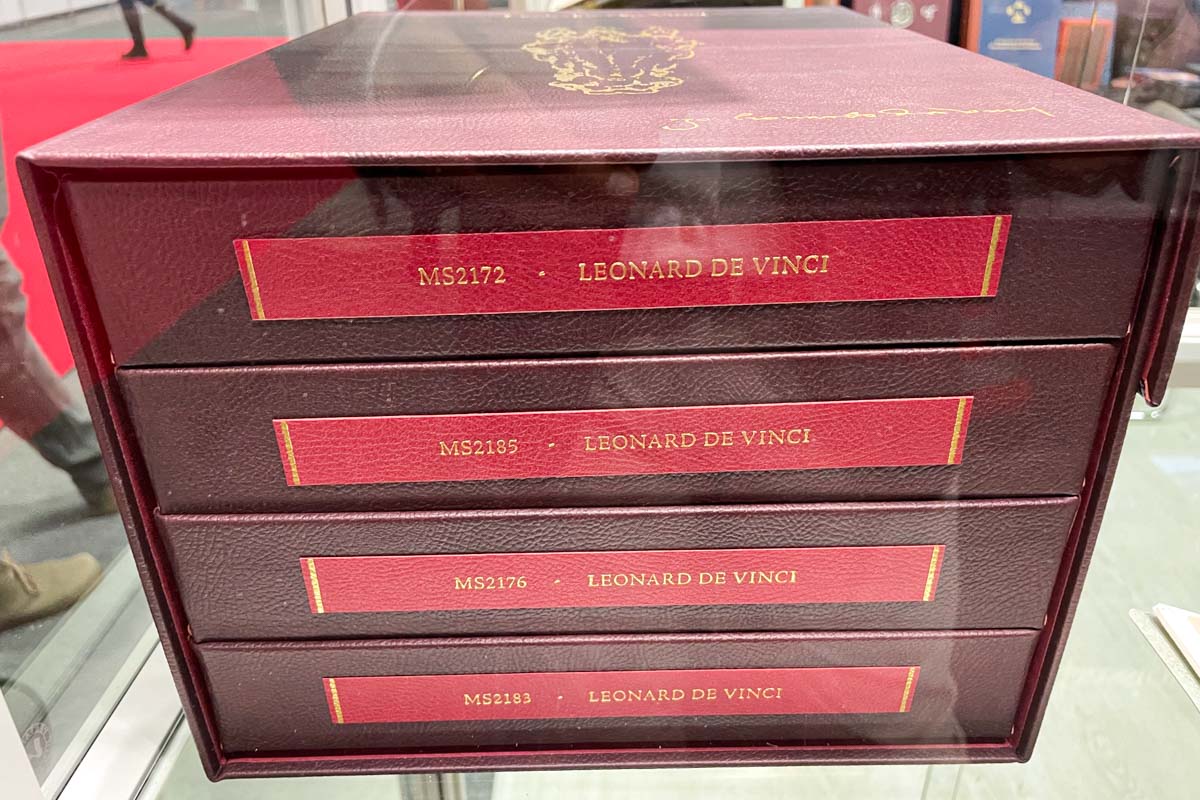 MS2172 · LEONARD DE VINCI
MS2185 · LEONARD DE VINCI
MS2176 · LEONARD DE VINCI
MS2183 · LEONARD DE VINCI